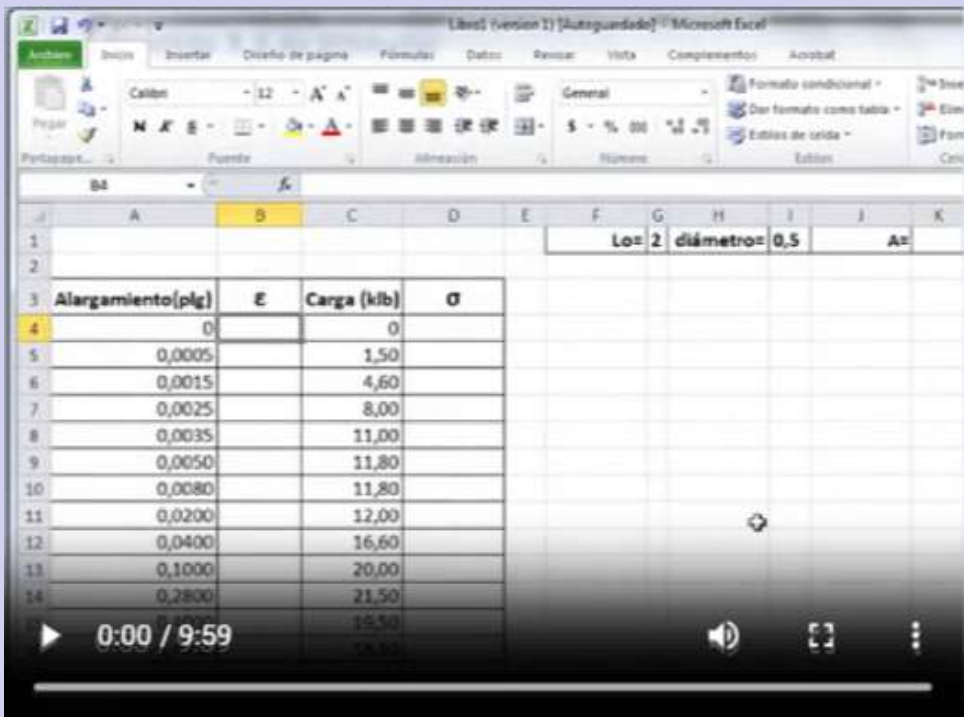 Libro1 (version 1) [Autoguardado] - Microsoft Excel
Archivo Inicio Insertar Diseño de página Fórmulas Datos Revisar Vista Complementos Acrobat
Pegar
Calibri 12 A A
General
Formato condicional
N K S
$ % 000
Dar formato como tabla
Estilos de celda
Portapape... Fuente Alineación Número Estilos
B4 fx
A B C D E F G H I J K
1 Lo= 2 diámetro= 0,5 A=
2
3 Alargamiento(plg) ε Carga (klb) σ
4 0 0
5 0,0005 1,50
6 0,0015 4,60
7 0,0025 8,00
8 0,0035 11,00
9 0,0050 11,80
10 0,0080 11,80
11 0,0200 12,00
12 0,0400 16,60
13 0,1000 20,00
14 0,2800 21,50
19,50
0:00 / 9:59